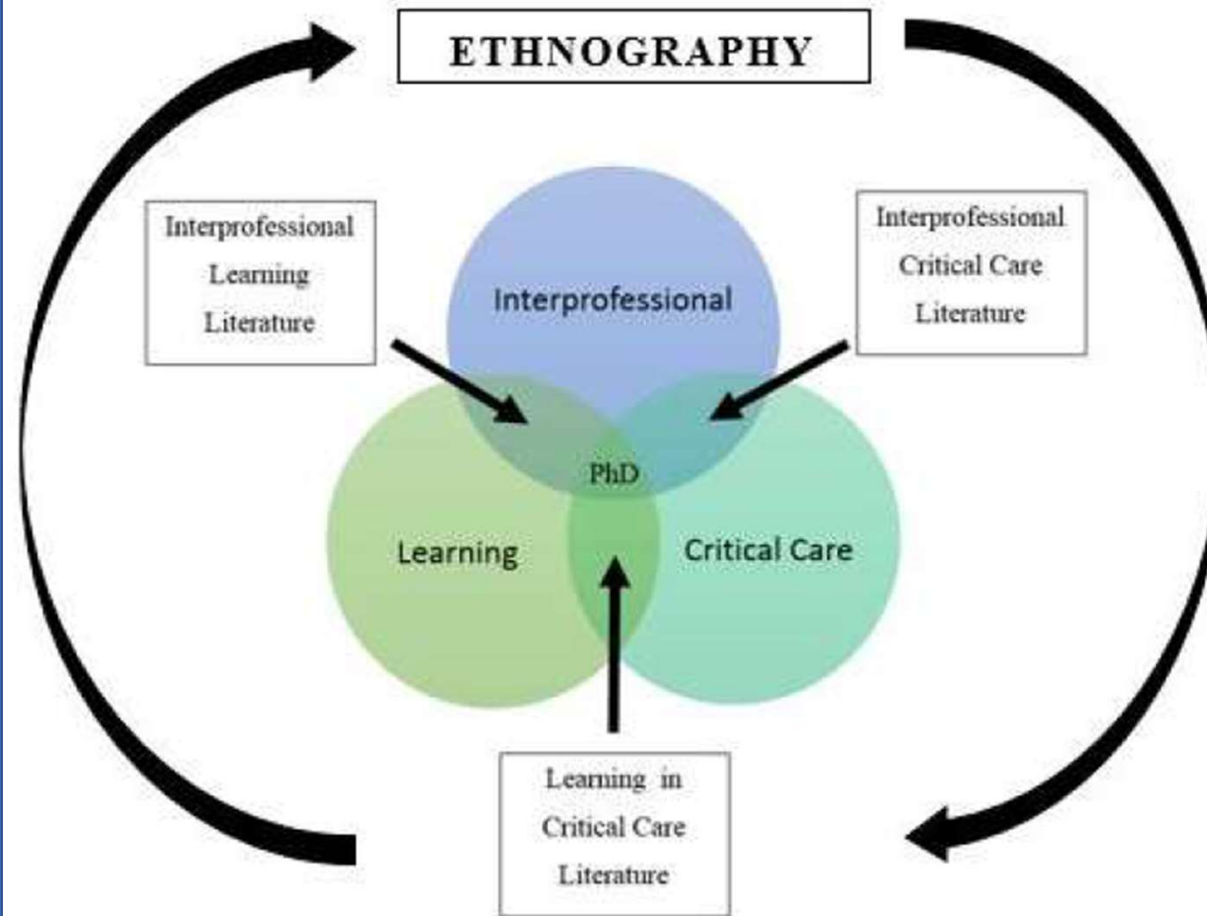 ETHNOGRAPHY
Interprofessional
Learning
Literature
Interprofessional
Critical Care
Literature
Interprofessional
PhD
Learning
Critical Care
Learning in
Critical Care
Literature